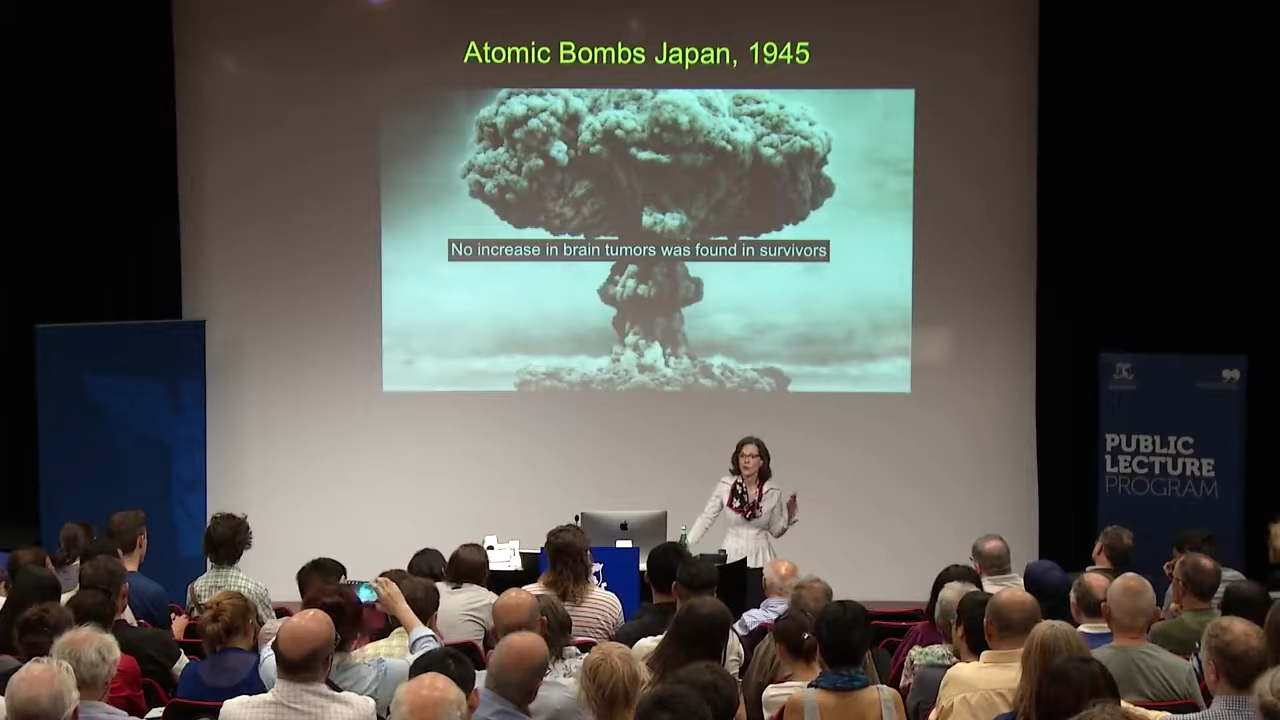 Atomic Bombs Japan, 1945
No increase in brain tumors was found in survivors
PUBLIC
LECTURE
PROGRAM